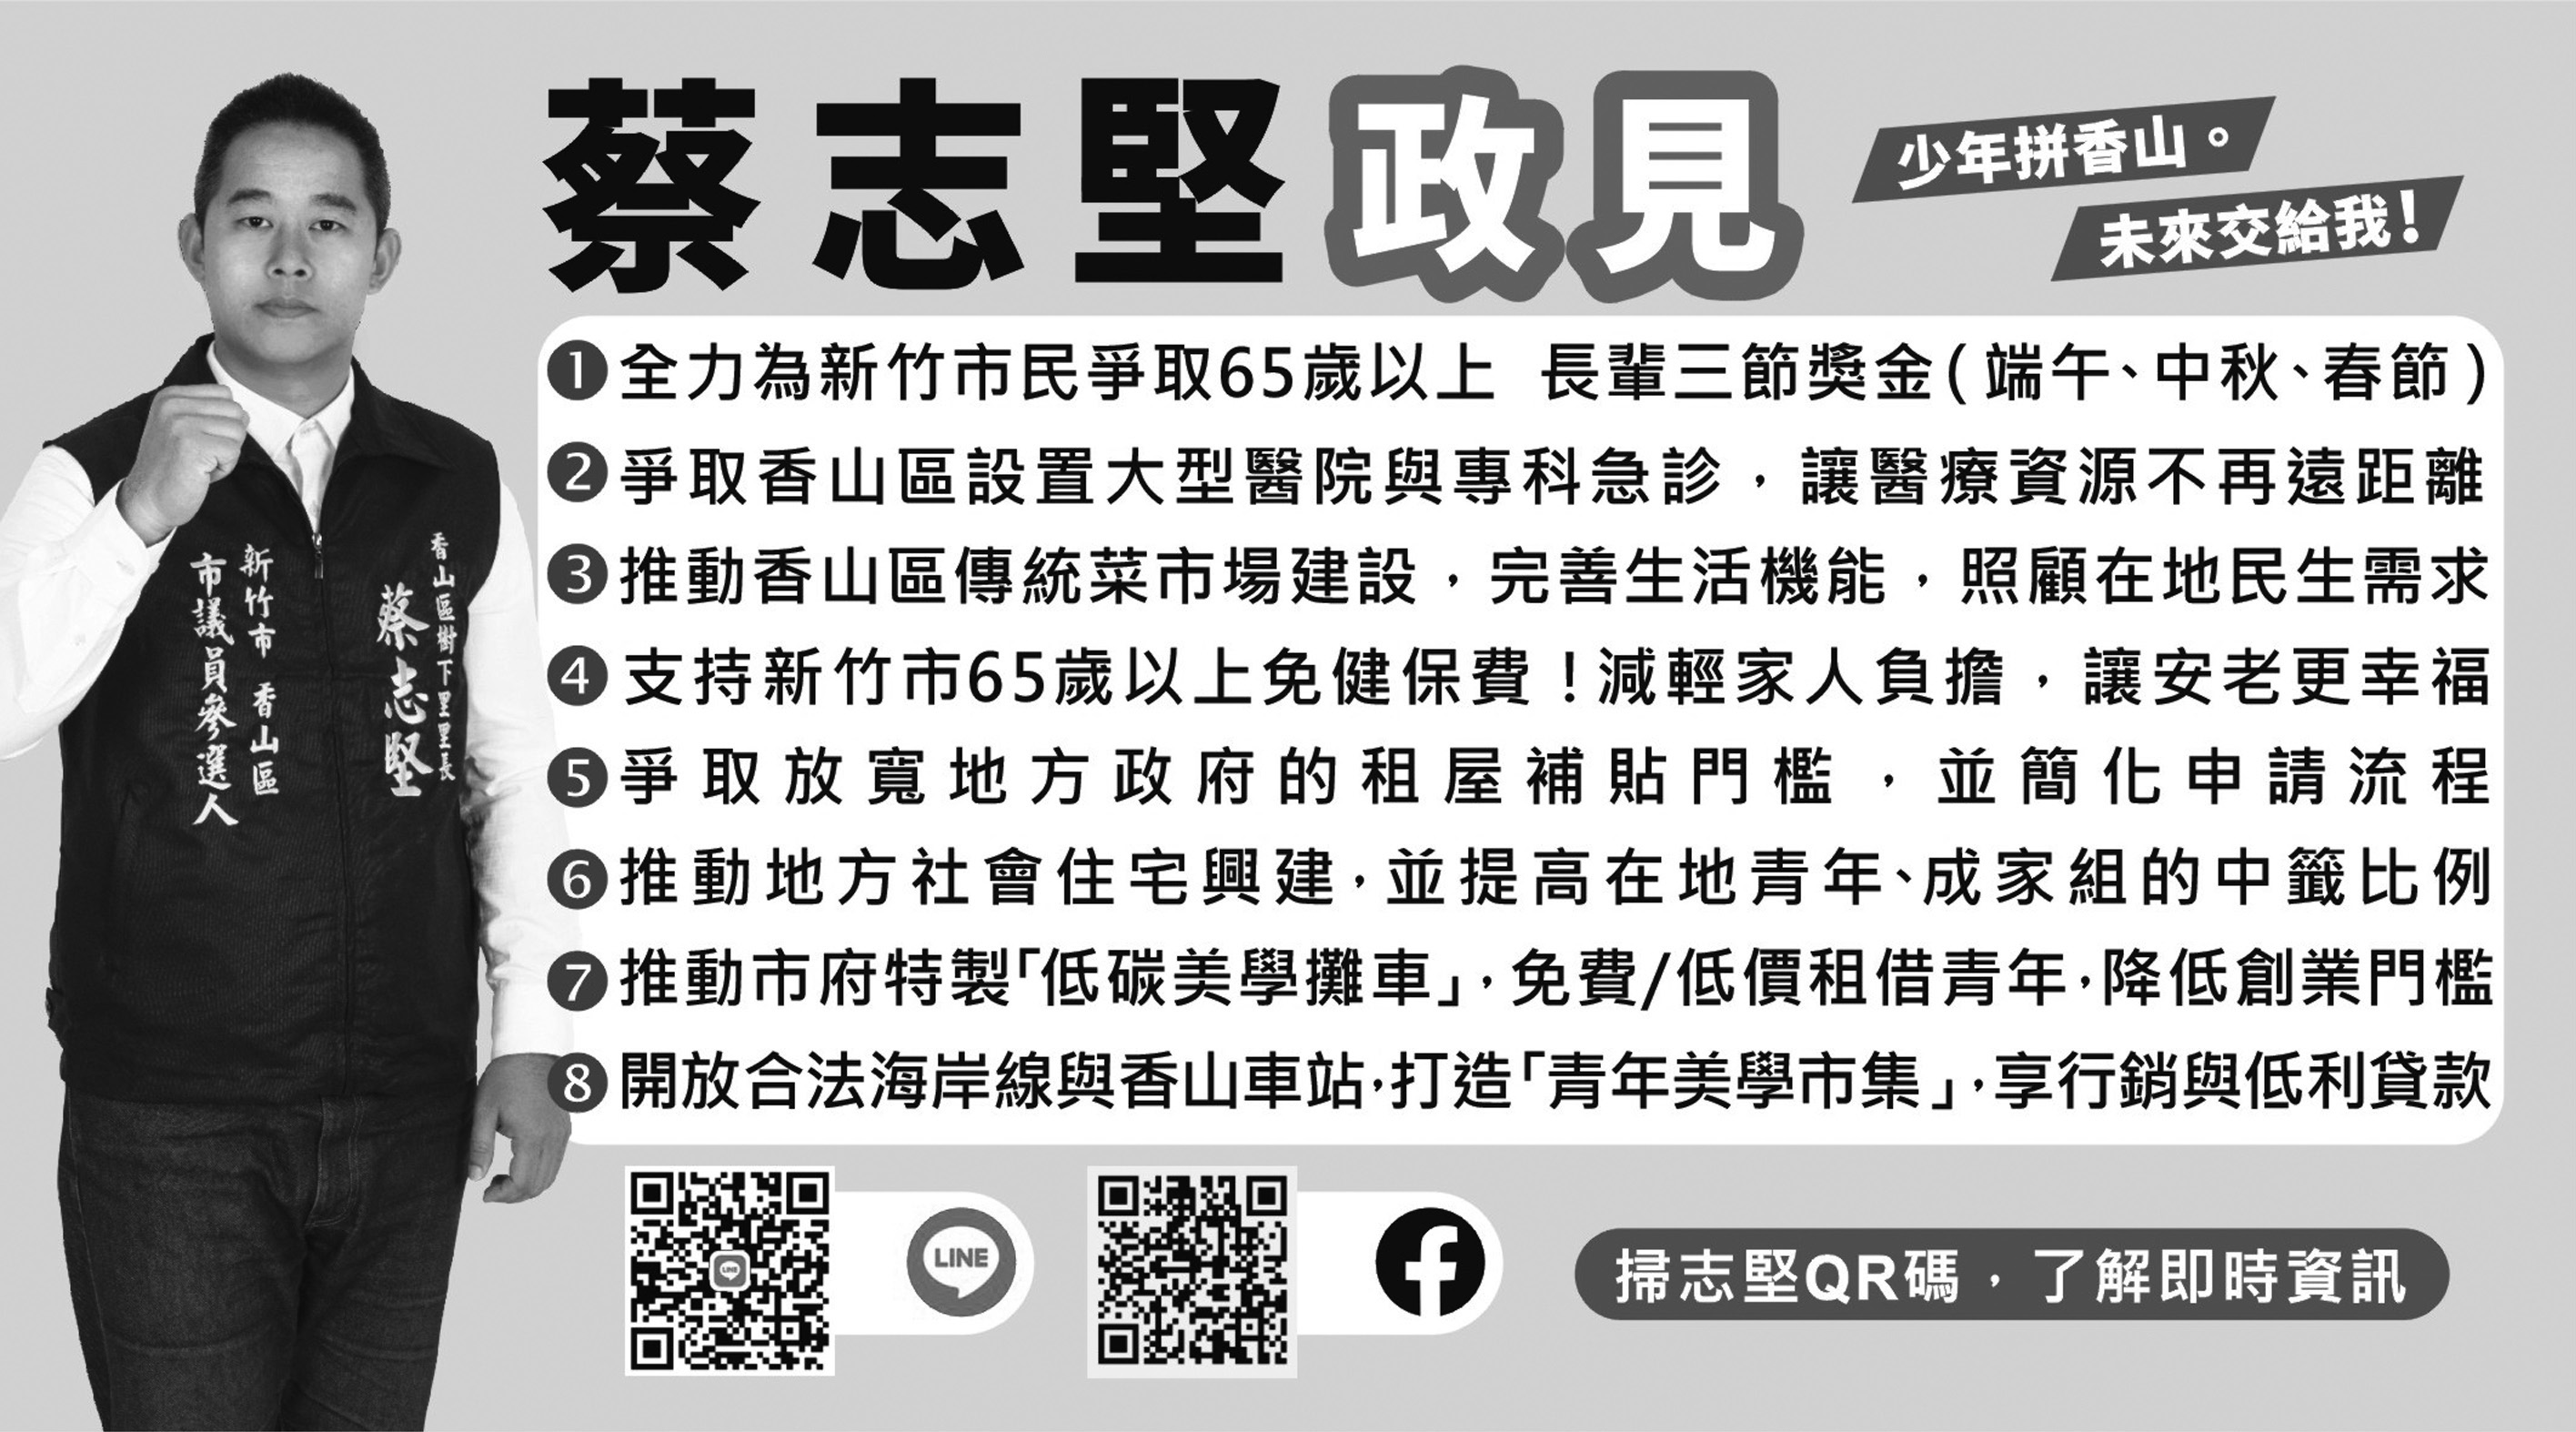 蔡志堅政見
少年拼香山。
未來交給我!
❶全力為新竹市民爭取65歲以上 長輩三節獎金(端午、中秋、春節)
❷爭取香山區設置大型醫院與專科急診，讓醫療資源不再遠距離
❸推動香山區傳統菜市場建設，完善生活機能，照顧在地民生需求
❹支持新竹市65歲以上免健保費!減輕家人負擔，讓安老更幸福
❺爭取放寬地方政府的租屋補貼門檻，並簡化申請流程
❻推動地方社會住宅興建，並提高在地青年、成家組的中籤比例
❼推動市府特製「低碳美學攤車」，免費/低價租借青年，降低創業門檻
❽開放合法海岸線與香山車站，打造「青年美學市集」，享行銷與低利貸款
香山區樹下里里長
蔡志堅
新竹市 香山區
市議員參選人
LINE
LINE
掃志堅QR碼，了解即時資訊